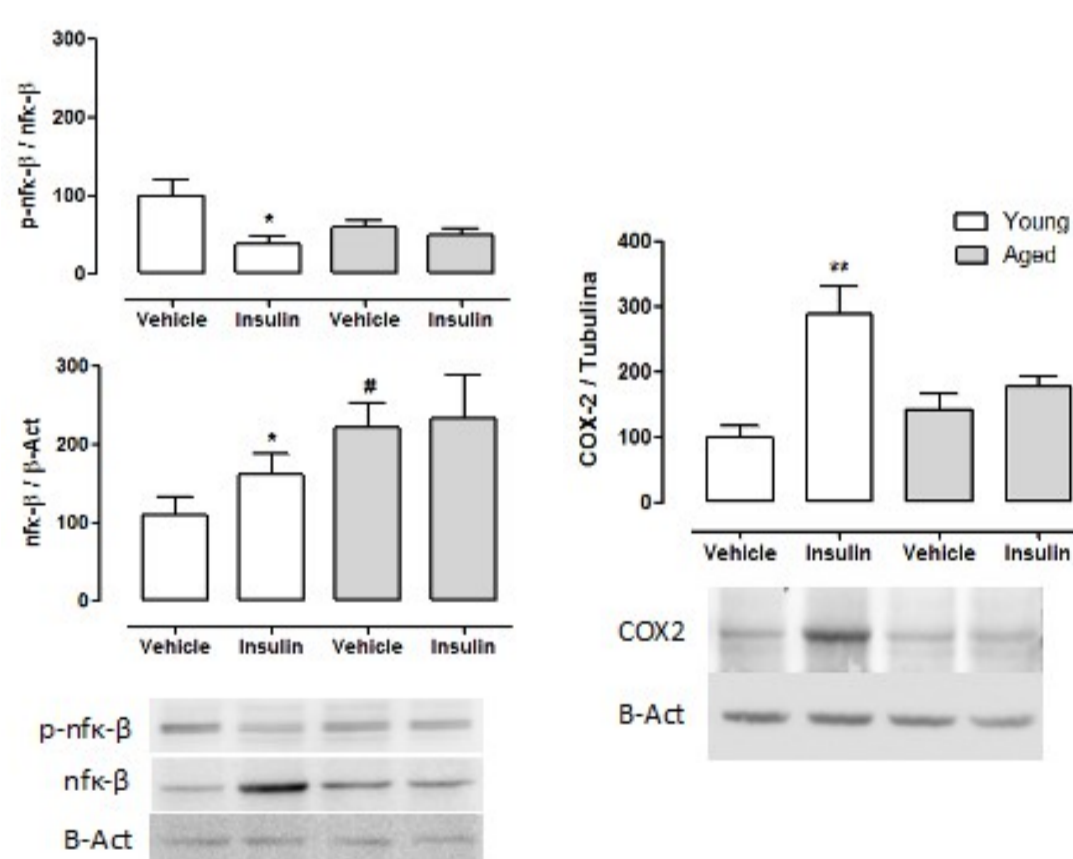 300
200
100
0
p-nfκ-β / nfκ-β
*
Vehicle Insulin Vehicle Insulin
300
200
100
0
nfκ-β / β-Act
*
#
Vehicle Insulin Vehicle Insulin
p-nfκ-β
nfκ-β
B-Act
Young
Aged
400
300
200
100
0
COX-2 / Tubulina
**
Vehicle Insulin Vehicle Insulin
COX2
B-Act